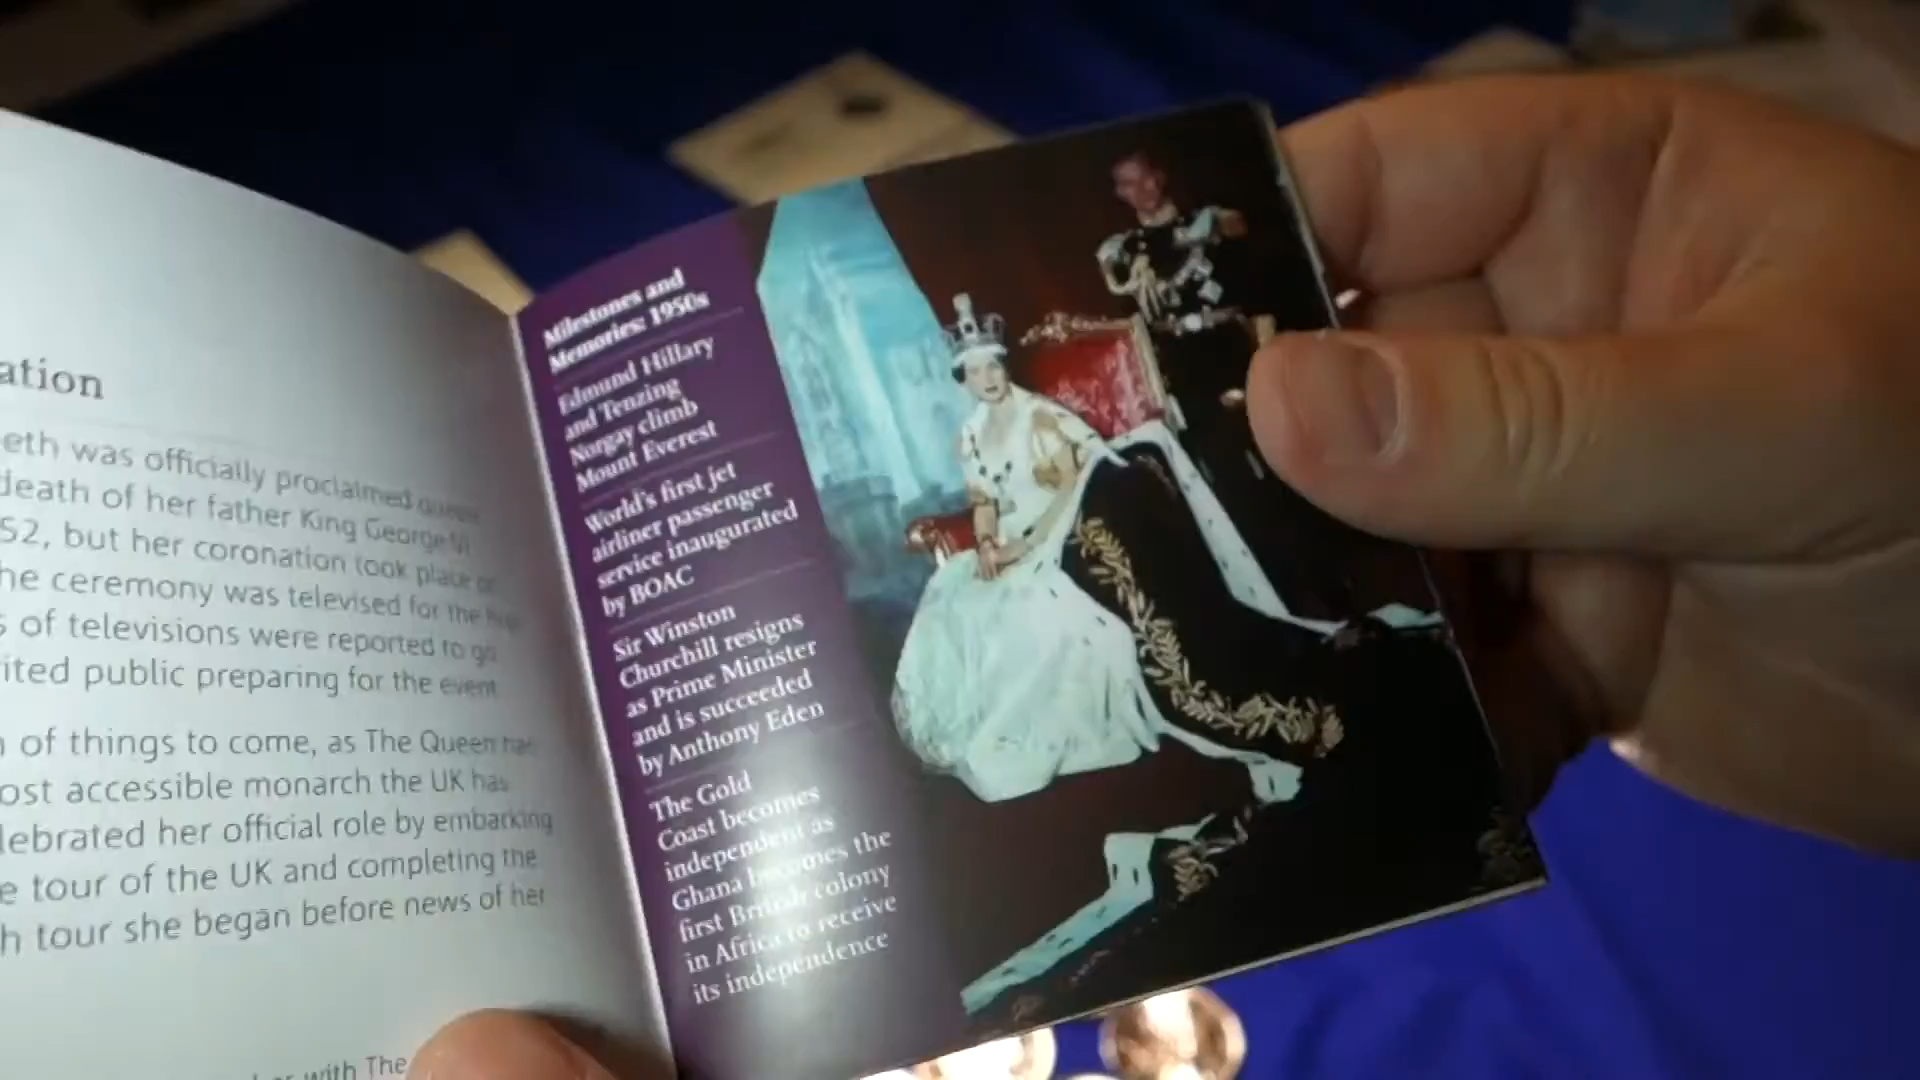 ation
eth was officially proclaimed queen
death of her father King George VI
52, but her coronation took place
he ceremony was televised for the
s of televisions were reported to go
ited public preparing for the event
of things to come, as The Queen has
ost accessible monarch the UK has
lebrated her official role by embarking
e tour of the UK and completing the
h tour she began before news of her
with The
Milestones and
Memories: 1950s
Edmund Hillary
and Tenzing
Norgay climb
Mount Everest
World's first jet
airliner passenger
service inaugurated
by BOAC
Sir Winston
Churchill resigns
as Prime Minister
and is succeeded
by Anthony Eden
The Gold
Coast becomes
independent as
Ghana becomes the
first British colony
in Africa to receive
its independence